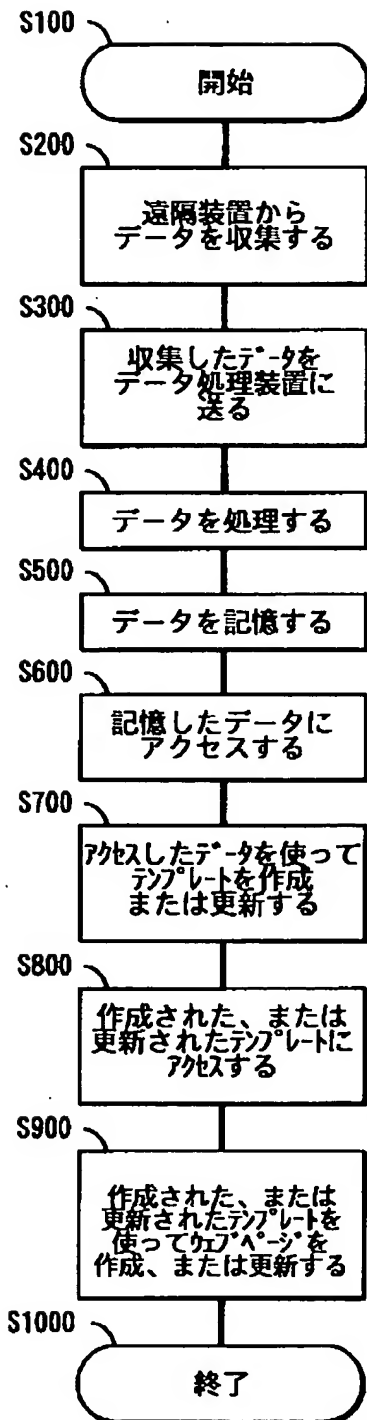 S100
開始
S200
遠隔装置から
データを収集する
S300
収集したﾃﾞｰﾀを
データ処理装置に
送る
S400
データを処理する
S500
データを記憶する
S600
記憶したデータに
アクセスする
S700
ｱｸｾｽしたﾃﾞｰﾀを使って
ﾃﾝﾌﾟﾚｰﾄを作成
または更新する
S800
作成された、または
更新されたﾃﾝﾌﾟﾚｰﾄに
ｱｸｾｽする
S900
作成された、または
更新されたﾃﾝﾌﾟﾚｰﾄを
使ってｳｪﾌﾞﾍﾟｰｼﾞを
作成、または更新する
S1000
終了